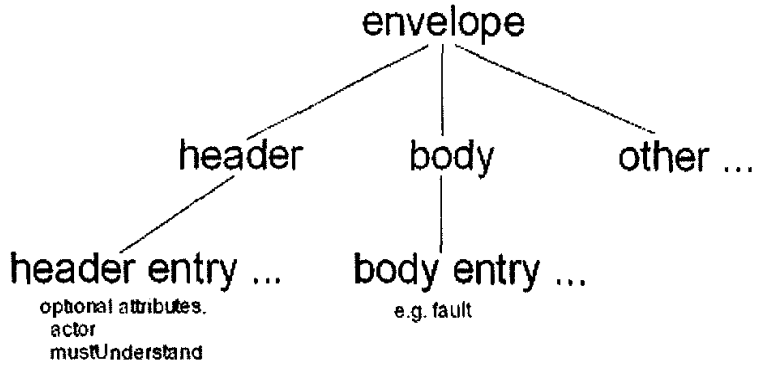 envelope
header body other ...
header entry ... body entry ...
optional attributes.
actor
mustUnderstand
e.g. fault